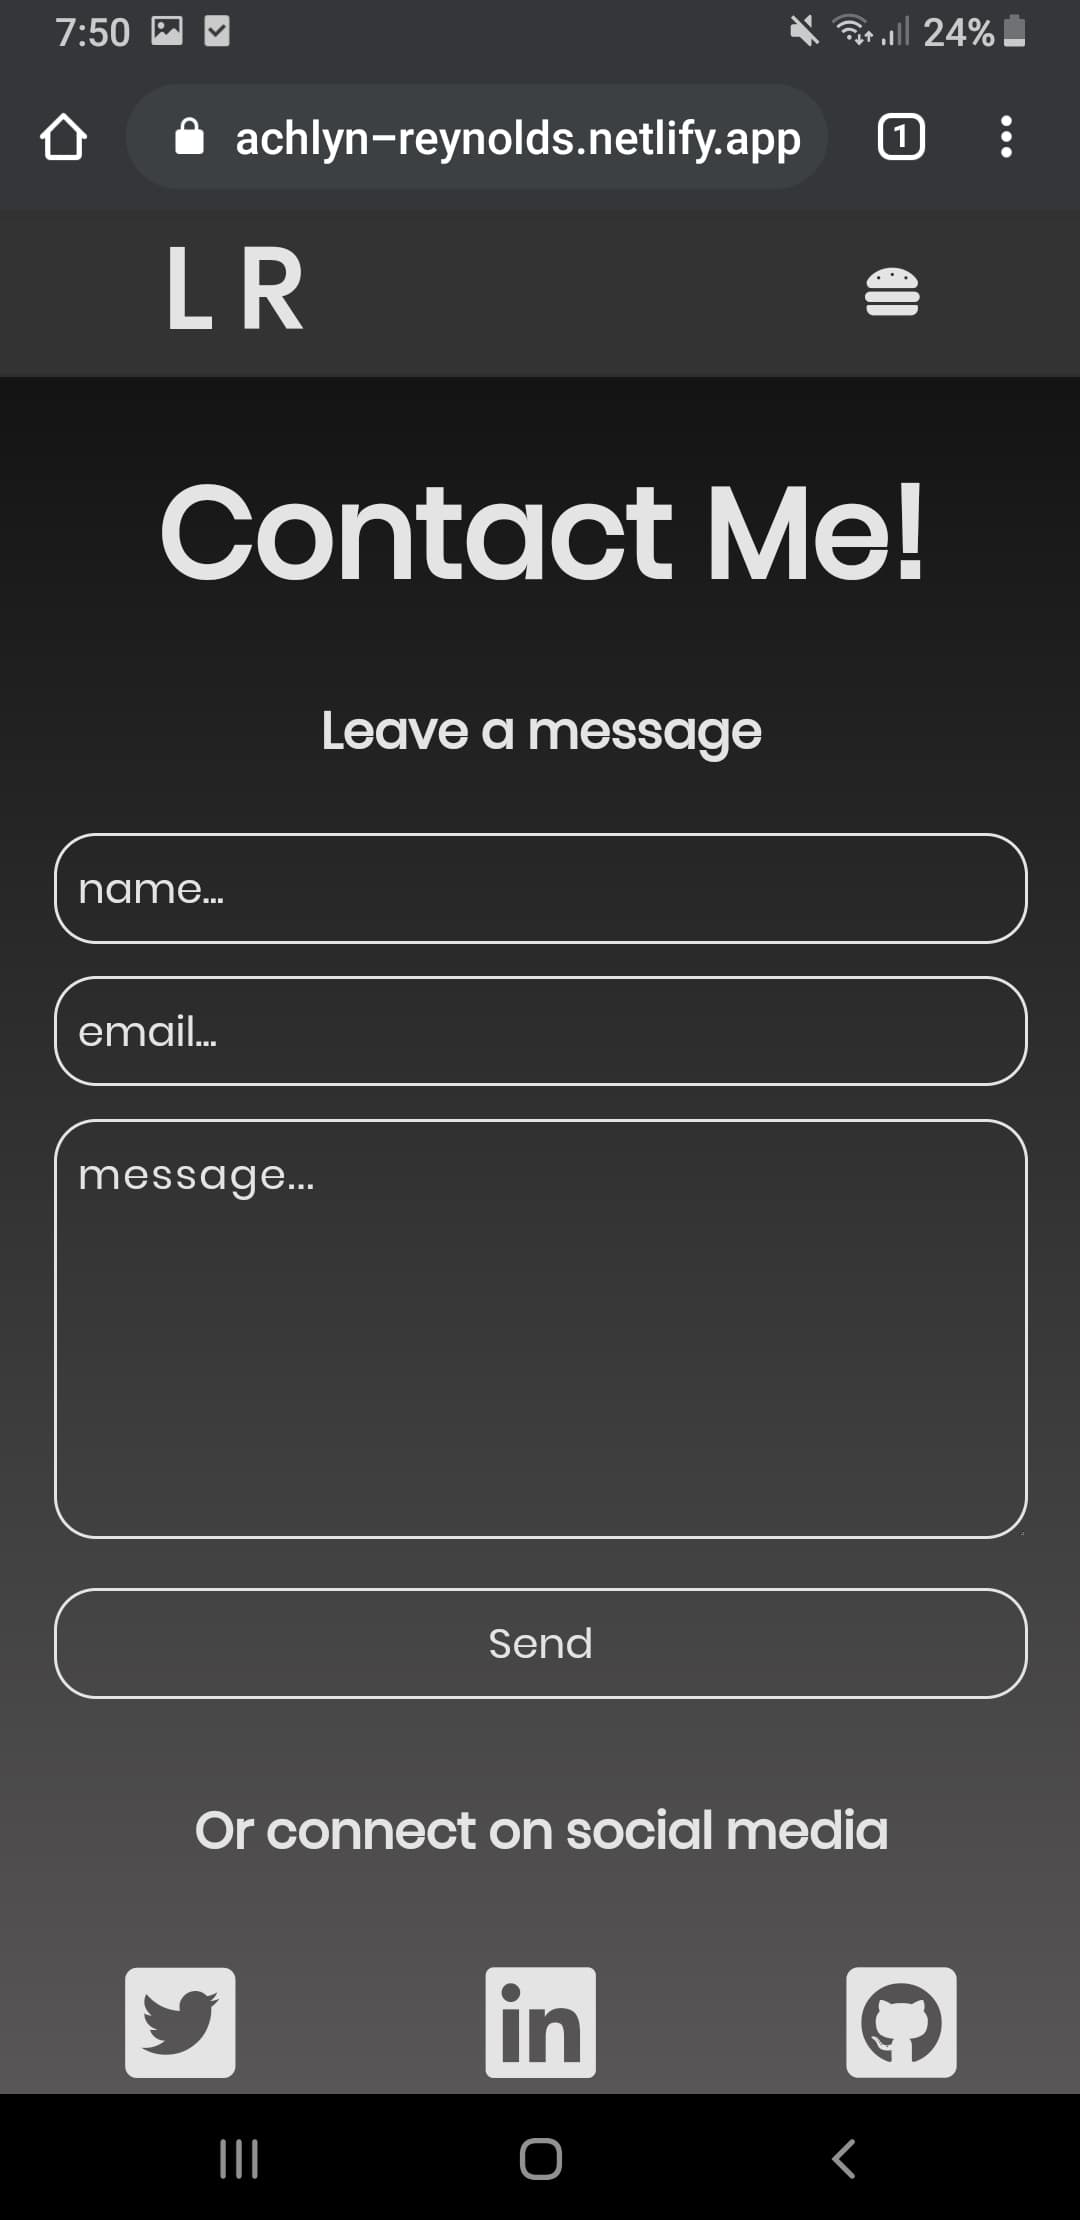 7:50 24%
achlyn-reynolds.netlify.app 1
L R
Contact Me!
Leave a message
name...
email...
message...
Send
Or connect on social media
in